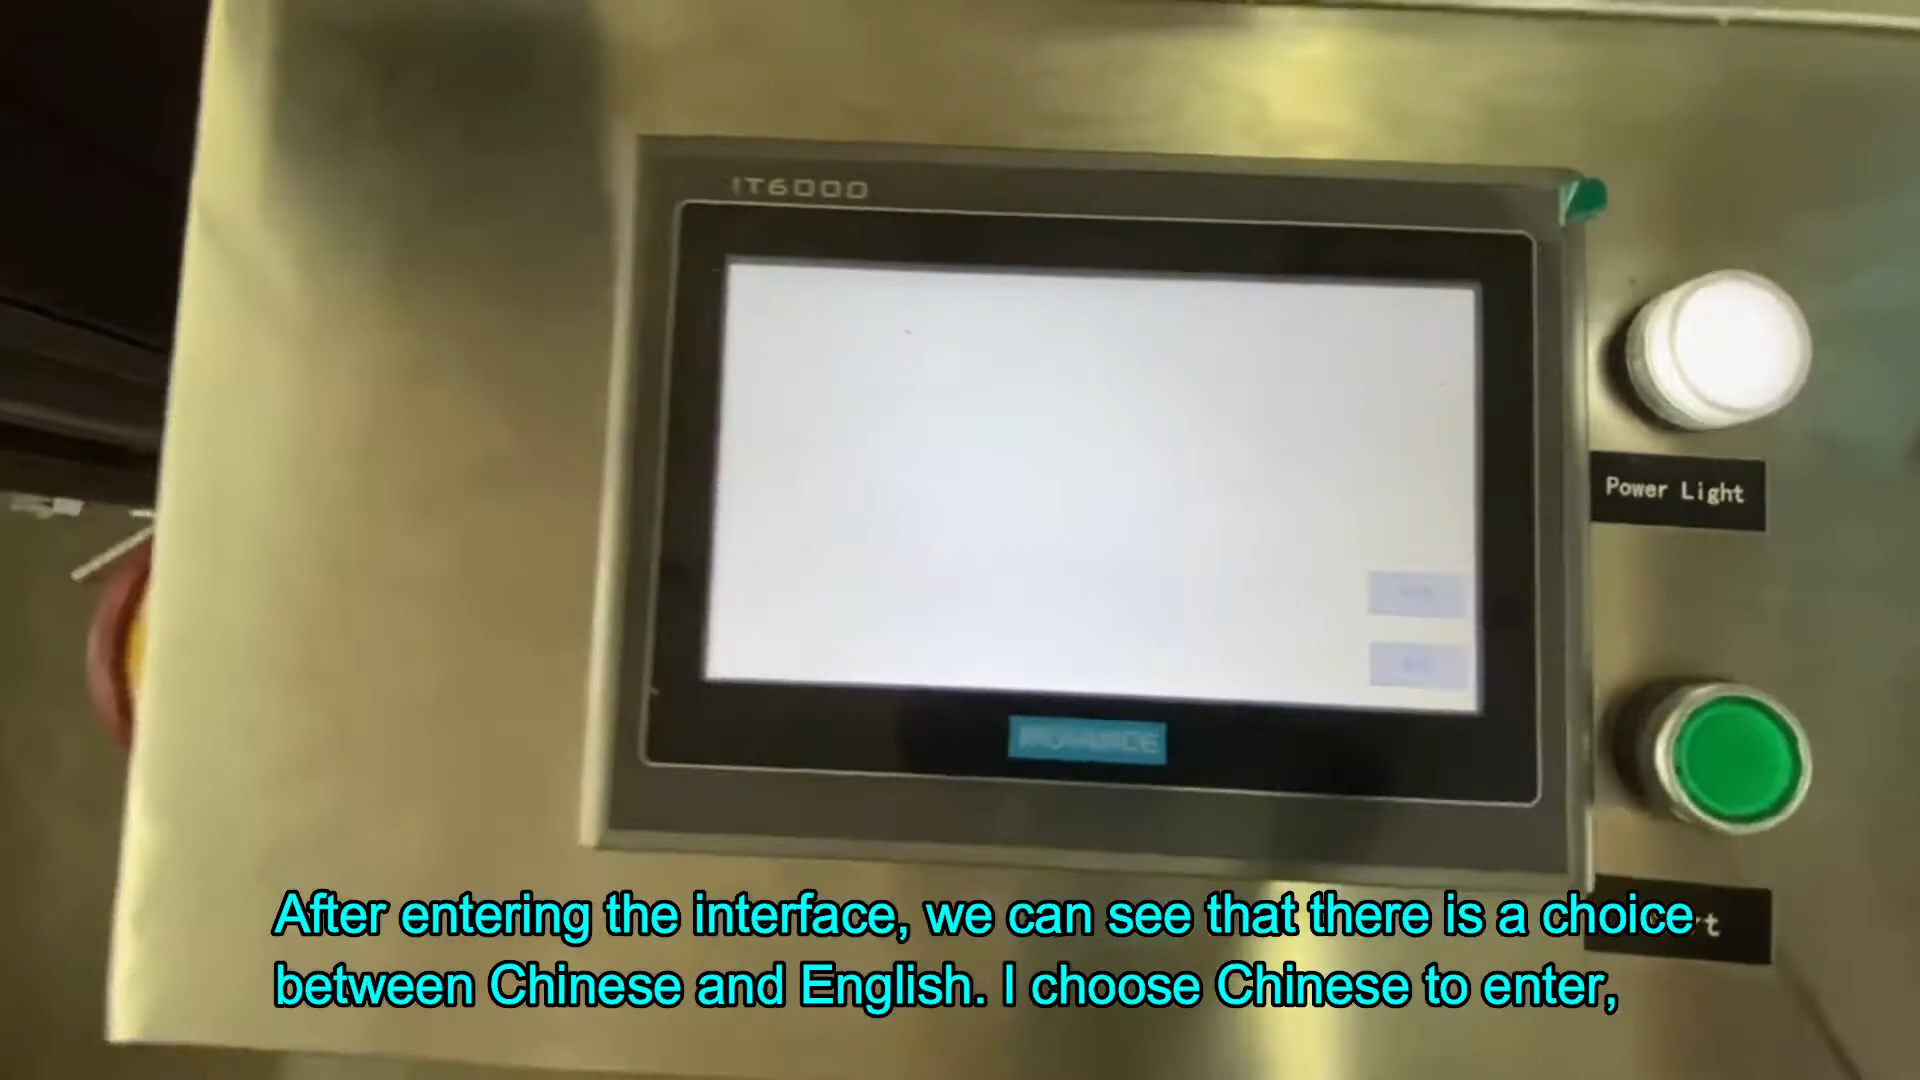 IT6000
Power Light
After entering the interface, we can see that there is a choice
between Chinese and English. I choose Chinese to enter,